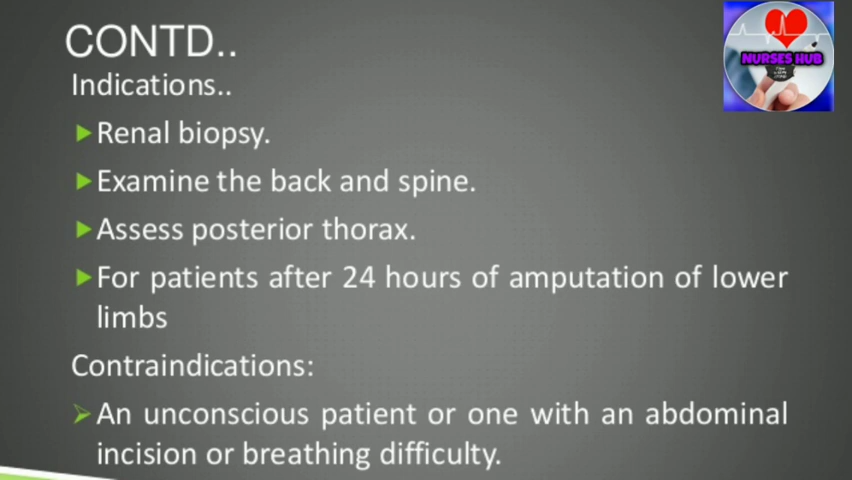 CONTD..
NURSES HUB
Indications..
Renal biopsy.
Examine the back and spine.
Assess posterior thorax.
For patients after 24 hours of amputation of lower
limbs
Contraindications:
An unconscious patient or one with an abdominal
incision or breathing difficulty.